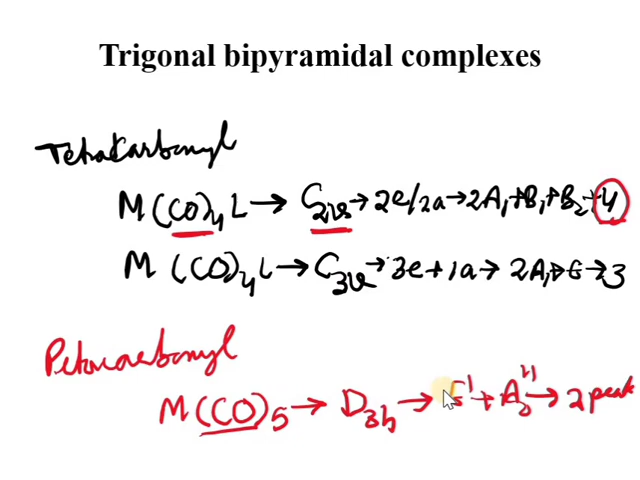 Trigonal bipyramidal complexes
Tetracarbonyl
M(CO)₄L → C₂ᵥ → 2e/2a → 2A₁+B₁+B₂ → 4
M(CO)₄L → C₃ᵥ → 3e+1a → 2A₁+E → 3
M(CO)₅ → D₃ₕ → E' + A₂'' → 2 peak